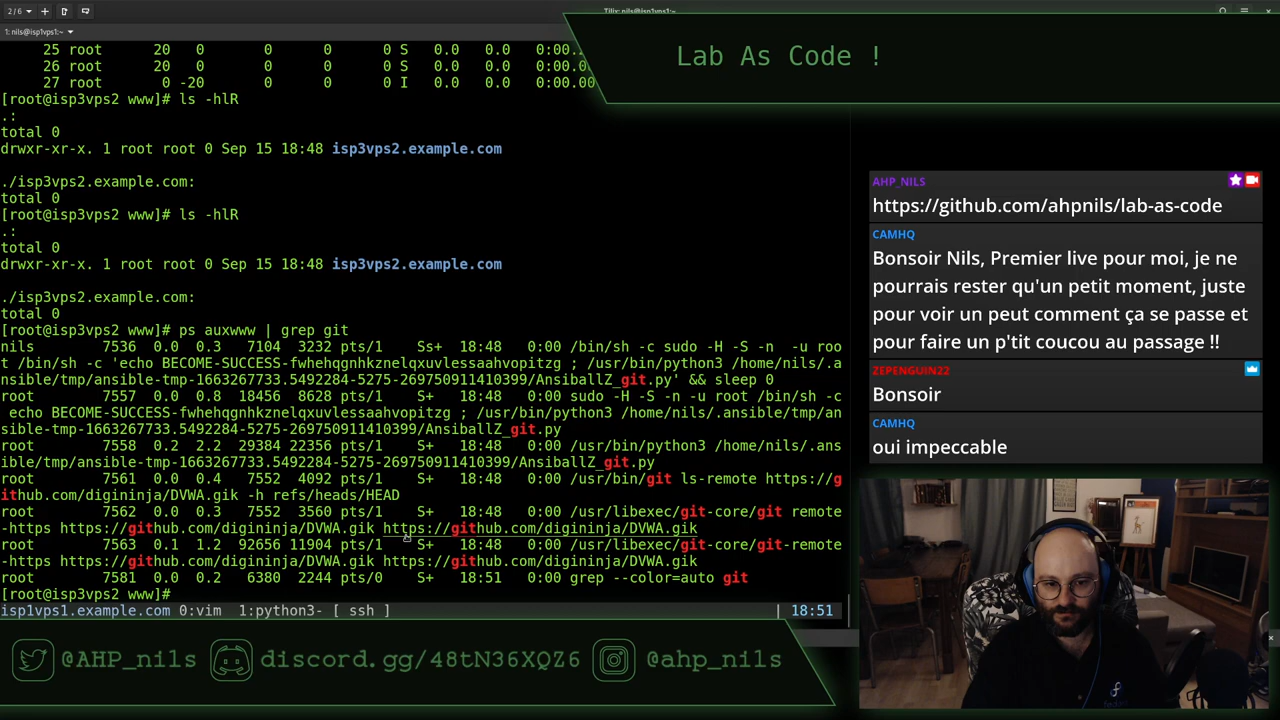 2 / 6
Tilix: nils@isp1vps1:~
1: nils@isp1vps1:~
Lab As Code !
25 root 20 0 0 0 0 S 0.0 0.0 0:00.
26 root 20 0 0 0 0 S 0.0 0.0 0:00.
27 root 0 -20 0 0 0 I 0.0 0.0 0:00.
[root@isp3vps2 www]# ls -hlR
.:
total 0
drwxr-xr-x. 1 root root 0 Sep 15 18:48 isp3vps2.example.com
./isp3vps2.example.com:
total 0
[root@isp3vps2 www]# ls -hlR
.:
total 0
drwxr-xr-x. 1 root root 0 Sep 15 18:48 isp3vps2.example.com
./isp3vps2.example.com:
total 0
[root@isp3vps2 www]# ps auxwww | grep git
nils 7536 0.0 0.3 7104 3232 pts/1 Ss+ 18:48 0:00 /bin/sh -c sudo -H -S -n -u roo
t /bin/sh -c 'echo BECOME-SUCCESS-fwhehqgnhkznelqxuvlessaahvopitzg ; /usr/bin/python3 /home/nils/.a
nsible/tmp/ansible-tmp-1663267733.5492284-5275-269750911410399/AnsiballZ_git.py' && sleep 0
root 7557 0.0 0.8 18456 8628 pts/1 S+ 18:48 0:00 sudo -H -S -n -u root /bin/sh -c
echo BECOME-SUCCESS-fwhehqgnhkznelqxuvlessaahvopitzg ; /usr/bin/python3 /home/nils/.ansible/tmp/an
sible-tmp-1663267733.5492284-5275-269750911410399/AnsiballZ_git.py
root 7558 0.2 2.2 29384 22356 pts/1 S+ 18:48 0:00 /usr/bin/python3 /home/nils/.ans
ible/tmp/ansible-tmp-1663267733.5492284-5275-269750911410399/AnsiballZ_git.py
root 7561 0.0 0.4 7552 4092 pts/1 S+ 18:48 0:00 /usr/bin/git ls-remote https://g
ithub.com/digininja/DVWA.gik -h refs/heads/HEAD
root 7562 0.0 0.3 7552 3560 pts/1 S+ 18:48 0:00 /usr/libexec/git-core/git remote
-https https://github.com/digininja/DVWA.gik https://github.com/digininja/DVWA.gik
root 7563 0.1 1.2 92656 11904 pts/1 S+ 18:48 0:00 /usr/libexec/git-core/git-remote
-https https://github.com/digininja/DVWA.gik https://github.com/digininja/DVWA.gik
root 7581 0.0 0.2 6380 2244 pts/0 S+ 18:51 0:00 grep --color=auto git
[root@isp3vps2 www]#
isp1vps1.example.com 0:vim 1:python3- [ ssh ] | 18:51
AHP_NILS
https://github.com/ahpnils/lab-as-code
CAMHQ
Bonsoir Nils, Premier live pour moi, je ne
pourrais rester qu'un petit moment, juste
pour voir un peut comment ça se passe et
pour faire un p'tit coucou au passage !!
ZEPENGUIN22
Bonsoir
CAMHQ
oui impeccable
@AHP_nils discord.gg/48tN36XQZ6 @ahp_nils